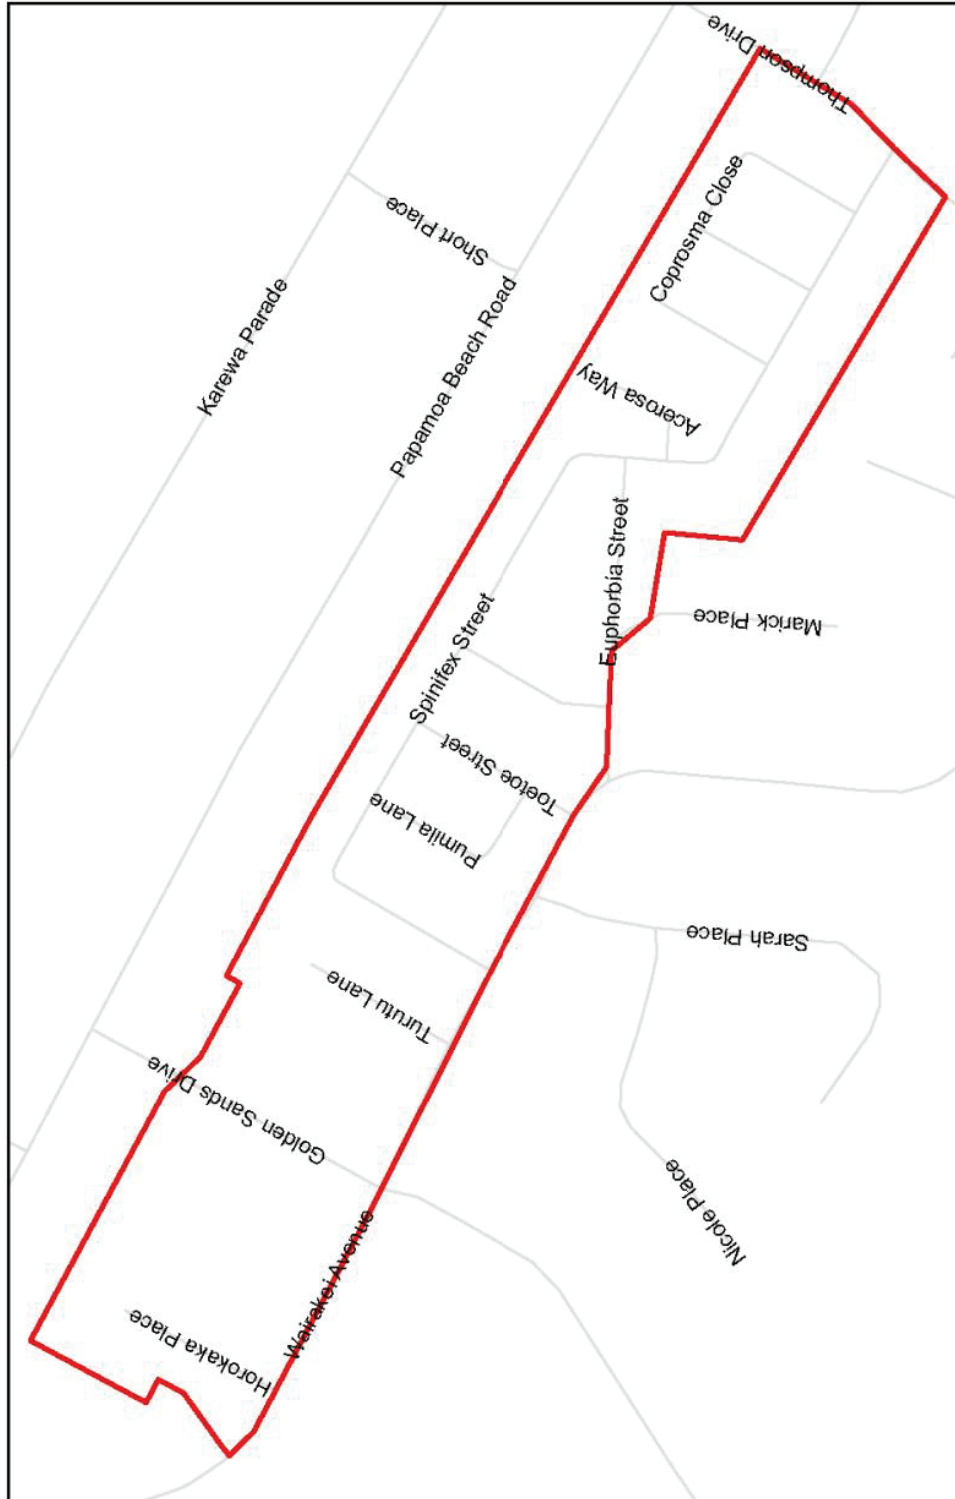 Thompson Drive
Coprosma Close
Short Place
Karewa Parade
Papamoa Beach Road
Acerosa Way
Euphorbia Street
Marick Place
Spinifex Street
Toetoe Street
Pumila Lane
Sarah Place
Turutu Lane
Golden Sands Drive
Nicole Place
Wairakei Avenue
Horokaka Place